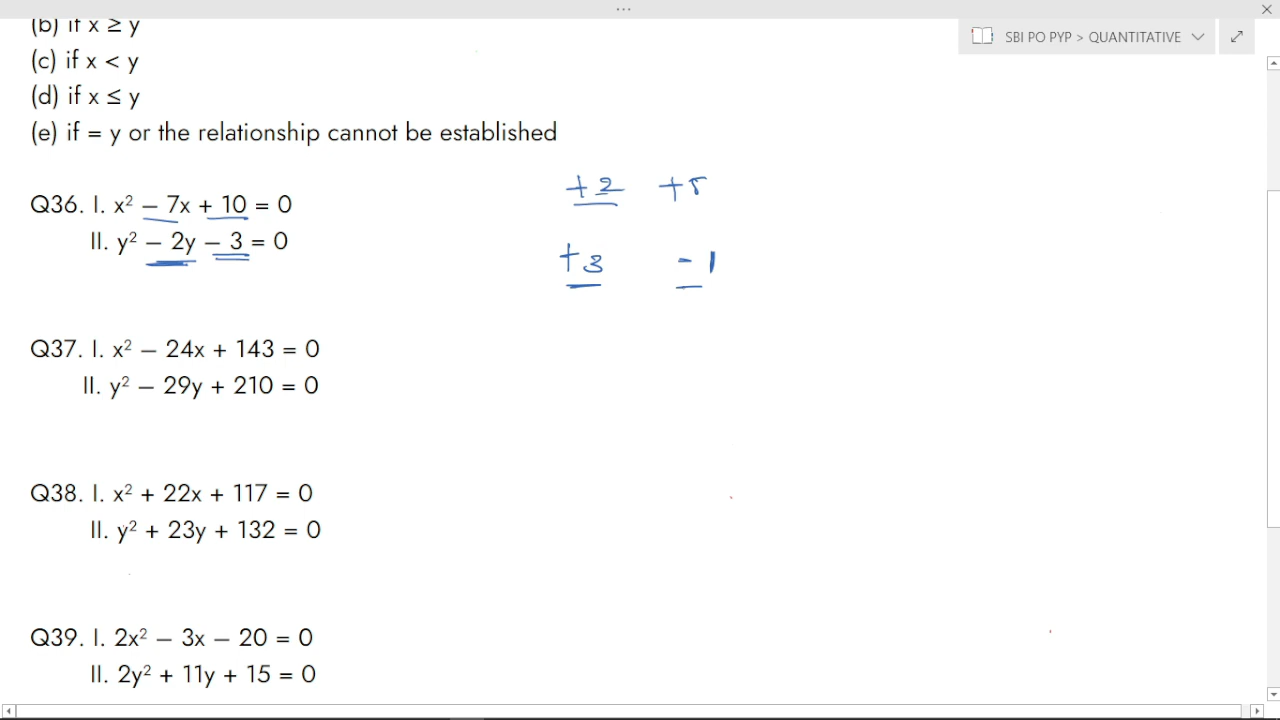 (b) if x ≥ y
SBI PO PYP > QUANTITATIVE
(c) if x < y
(d) if x ≤ y
(e) if = y or the relationship cannot be established
+2 +5
Q36. I. x² – 7x + 10 = 0
II. y² – 2y – 3 = 0
+3 -1
Q37. I. x² – 24x + 143 = 0
II. y² – 29y + 210 = 0
Q38. I. x² + 22x + 117 = 0
II. y² + 23y + 132 = 0
Q39. I. 2x² – 3x – 20 = 0
II. 2y² + 11y + 15 = 0